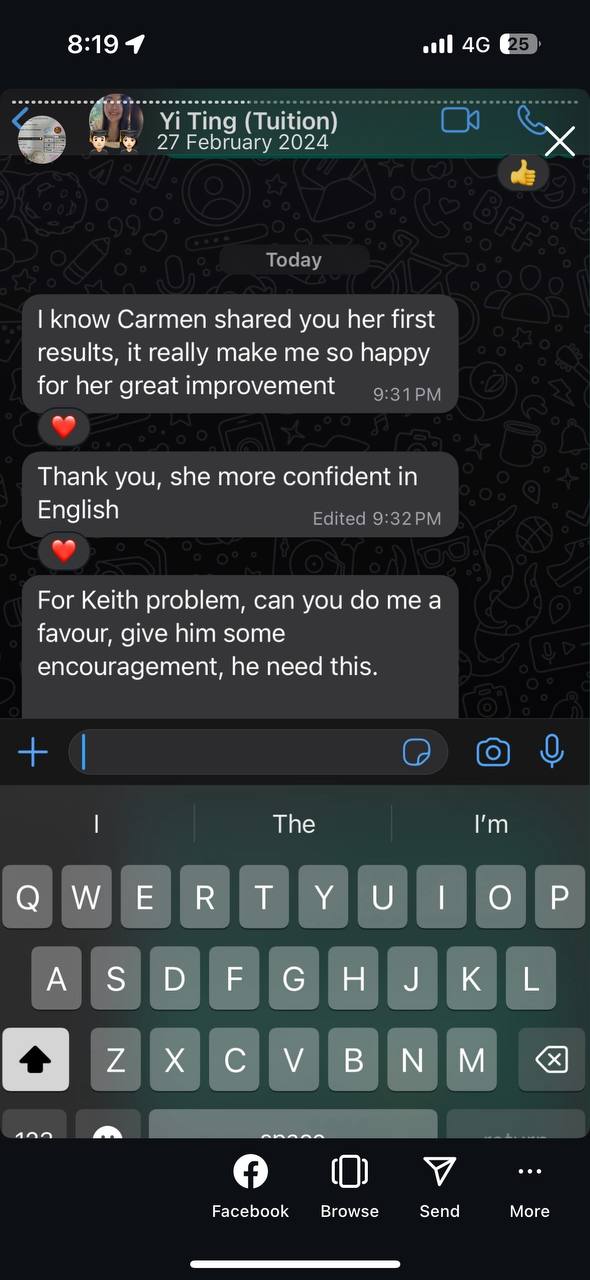 8:19
4G 25
Yi Ting (Tuition)
27 February 2024
Today
I know Carmen shared you her first
results, it really make me so happy
for her great improvement
9:31 PM
Thank you, she more confident in
English
Edited 9:32 PM
For Keith problem, can you do me a
favour, give him some
encouragement, he need this.
I The I'm
Q W E R T Y U I O P
A S D F G H J K L
Z X C V B N M
123 space return
Facebook Browse Send More